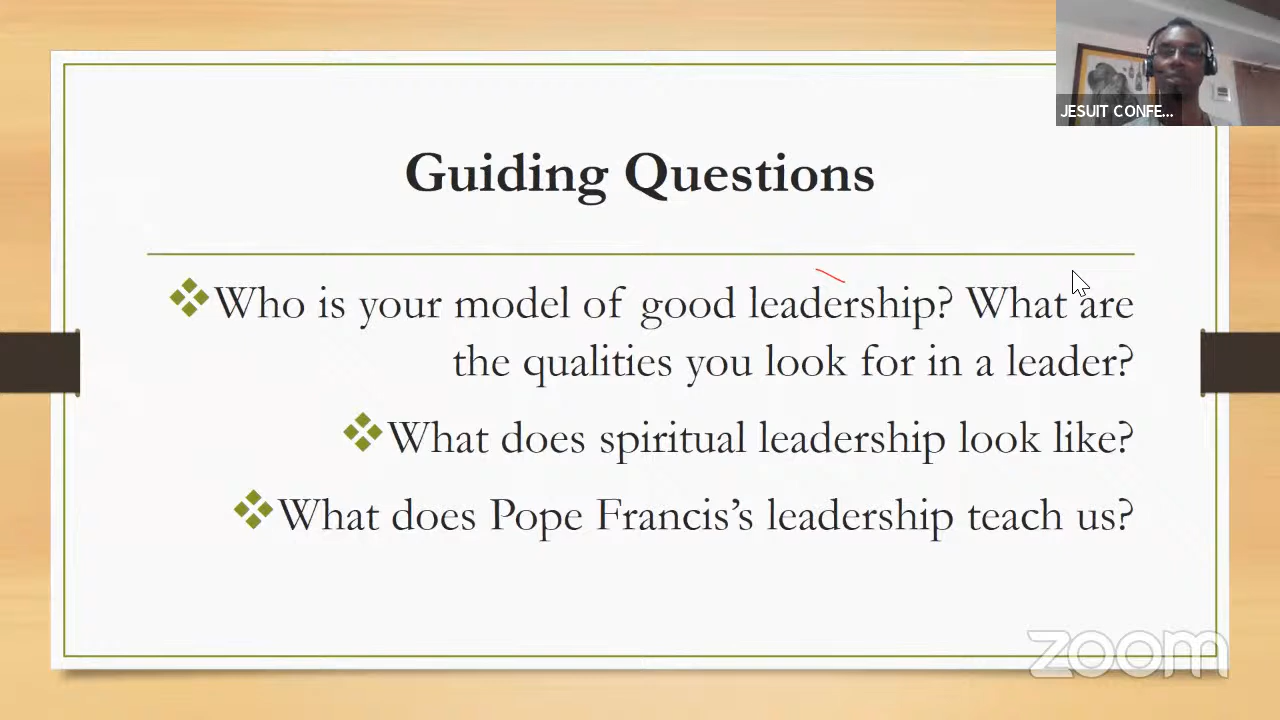 JESUIT CONFE...
Guiding Questions
Who is your model of good leadership? What are
the qualities you look for in a leader?
What does spiritual leadership look like?
What does Pope Francis’s leadership teach us?
zoom